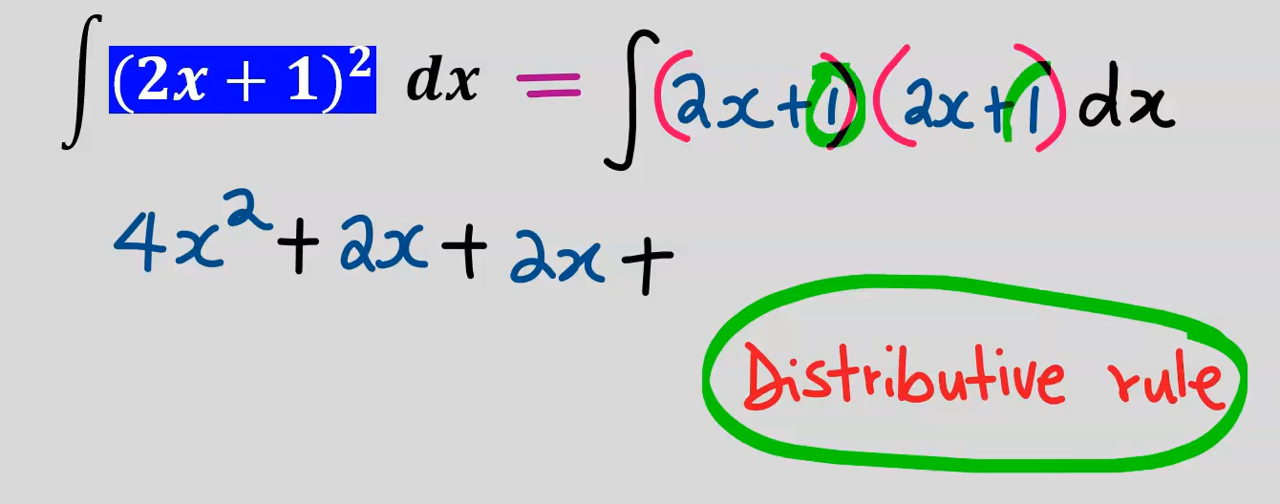 ∫ (2x + 1)² dx = ∫(2x+1)(2x+1)dx
4x² + 2x + 2x +
Distributive rule